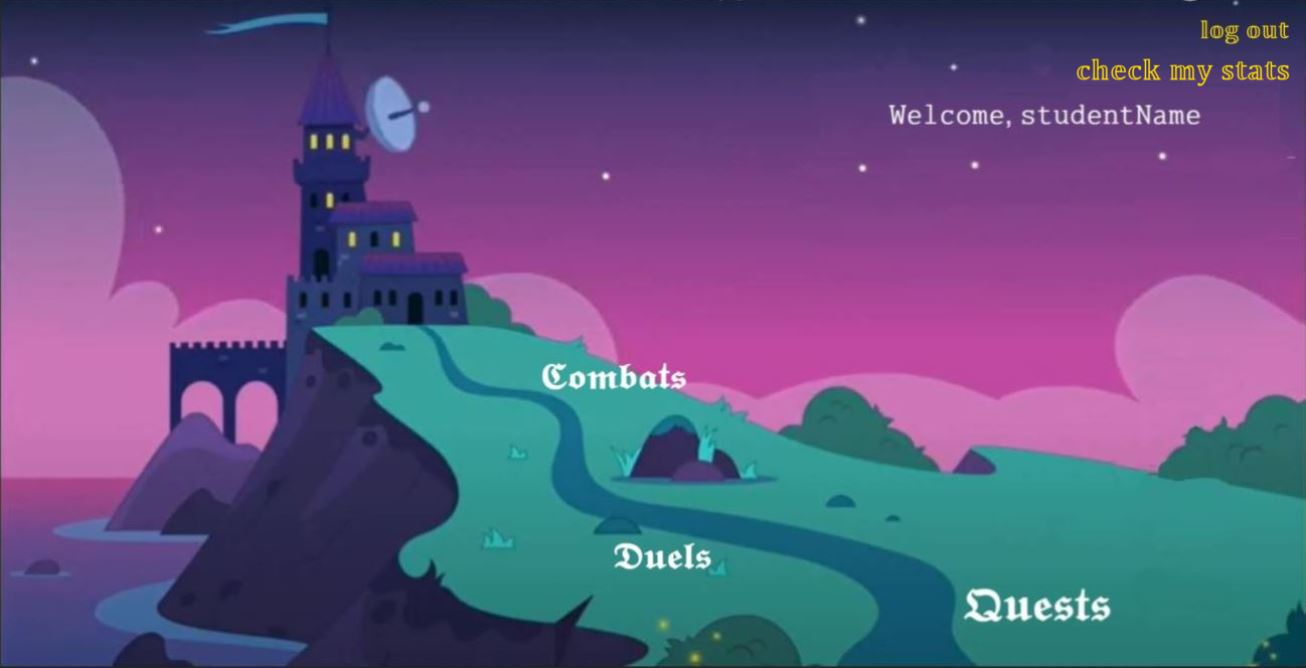 log out
check my stats
Welcome, studentName
Combats
Duels
Quests